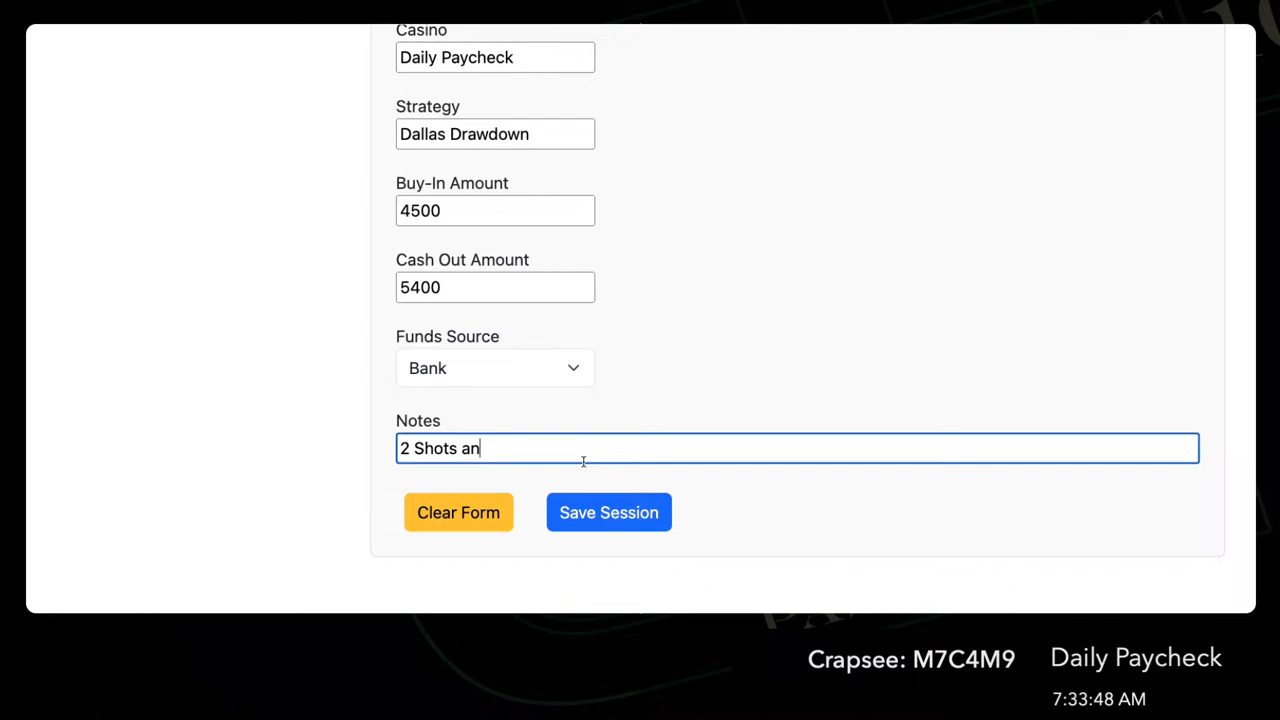 Casino
Daily Paycheck
Strategy
Dallas Drawdown
Buy-In Amount
4500
Cash Out Amount
5400
Funds Source
Bank
Notes
2 Shots an
Clear Form
Save Session
Crapsee: M7C4M9
Daily Paycheck
7:33:48 AM